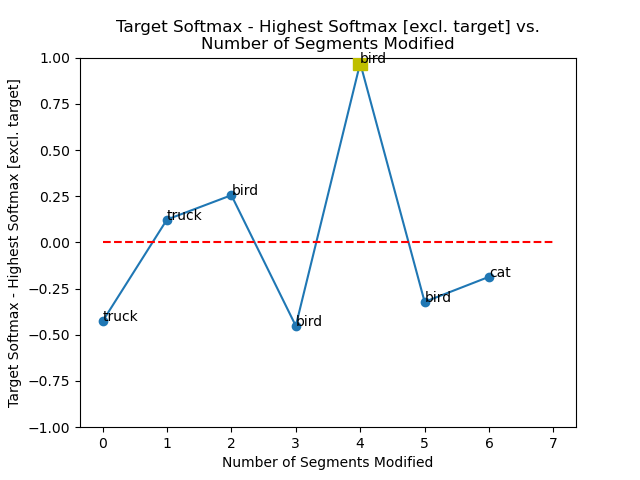 Target Softmax - Highest Softmax [excl. target] vs.
Number of Segments Modified
Target Softmax - Highest Softmax [excl. target]
1.00
0.75
0.50
0.25
0.00
−0.25
−0.50
−0.75
−1.00
truck
truck
bird
bird
bird
bird
cat
0 1 2 3 4 5 6 7
Number of Segments Modified